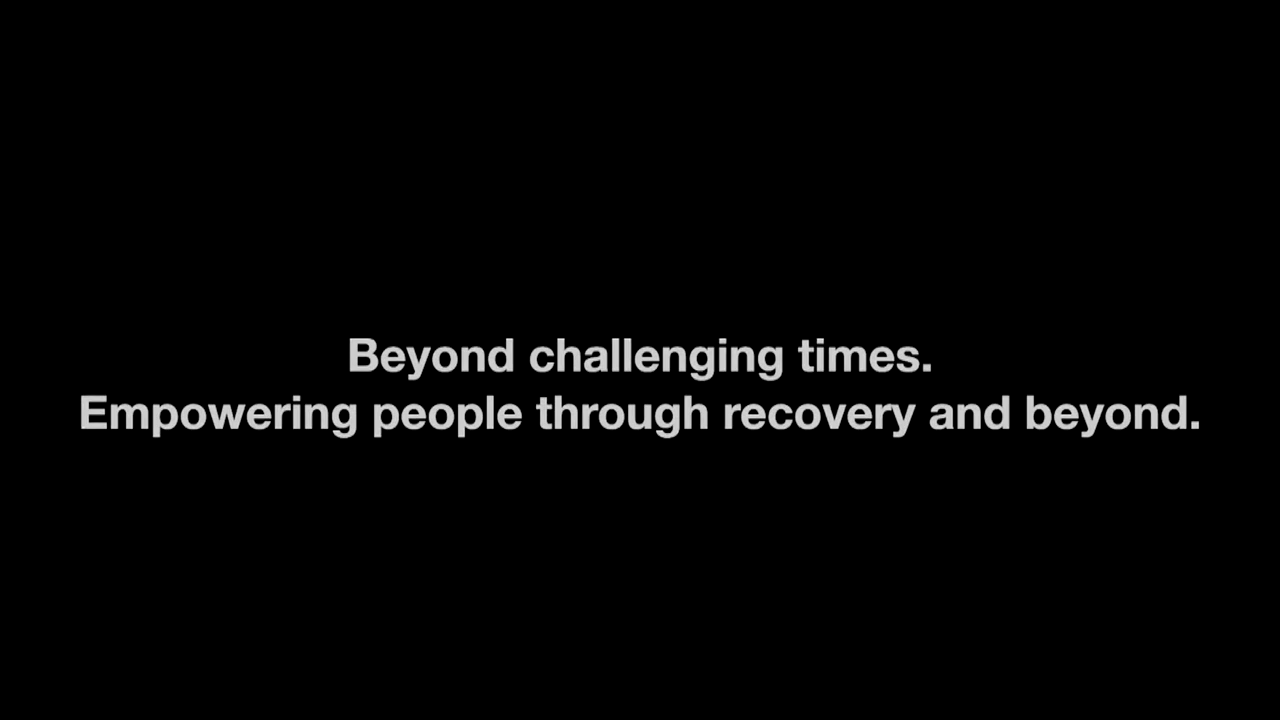 Beyond challenging times.
Empowering people through recovery and beyond.